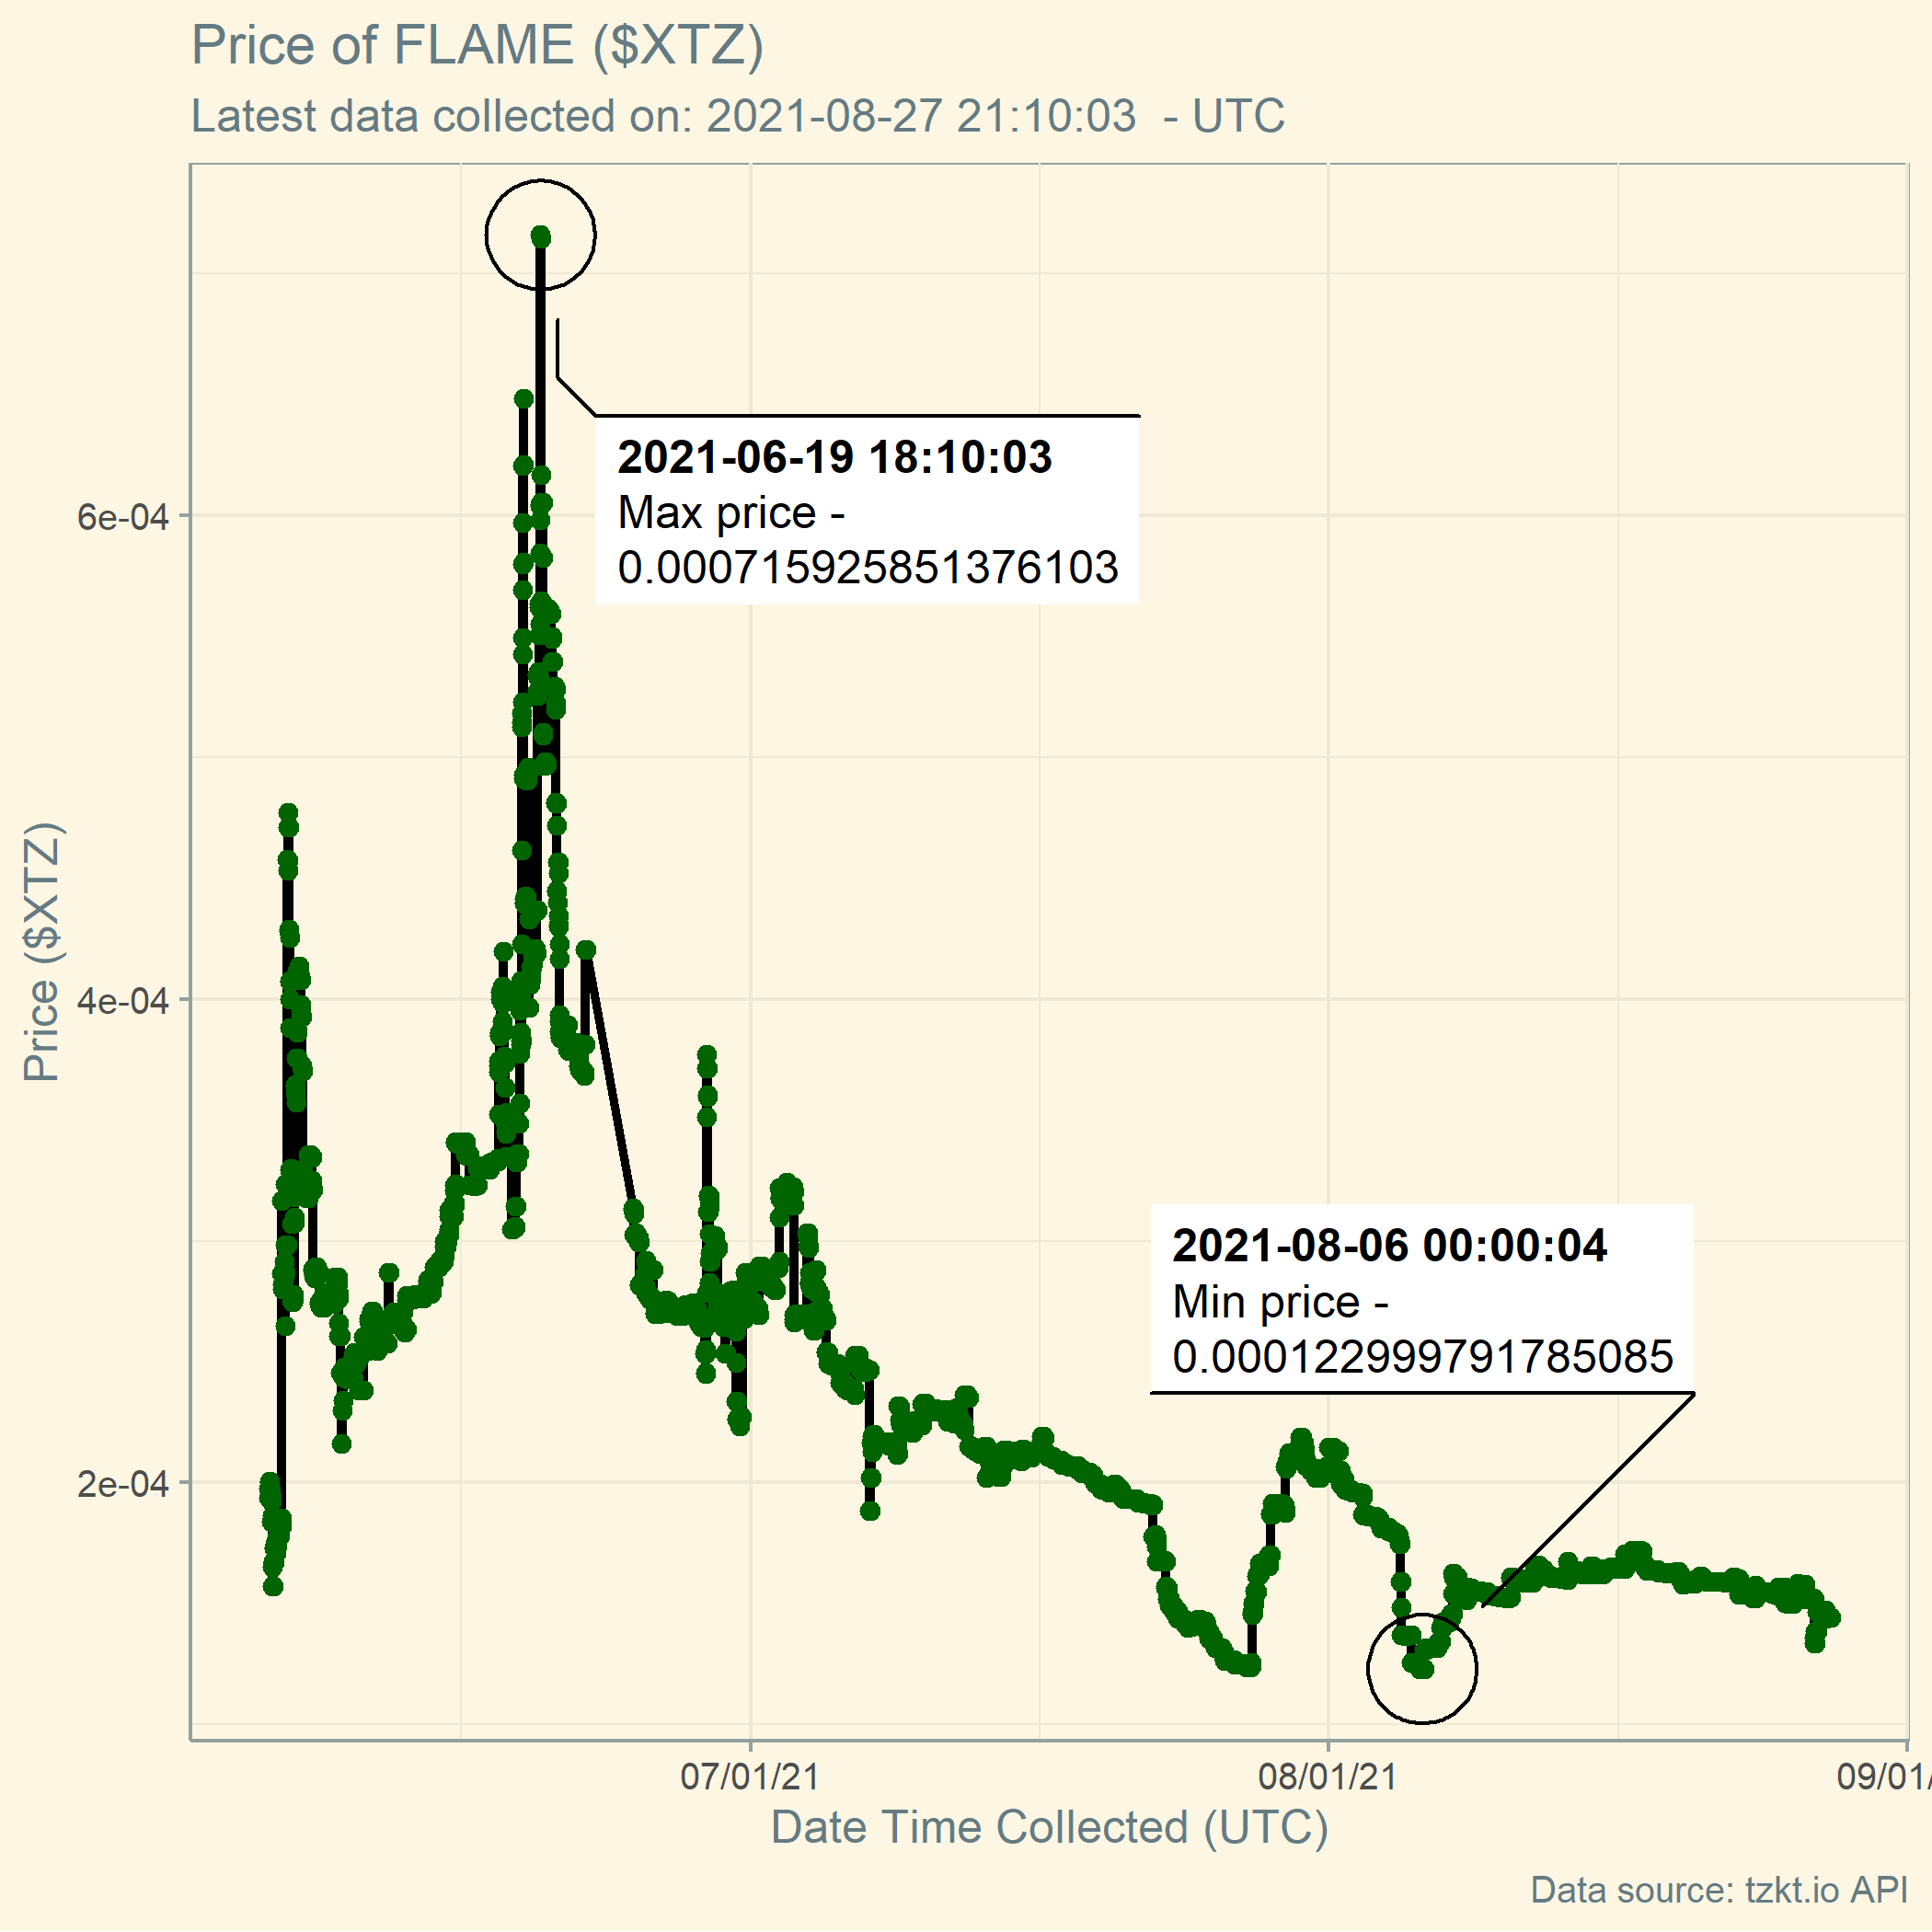 Price of FLAME ($XTZ)
Latest data collected on: 2021-08-27 21:10:03  - UTC
2021-06-19 18:10:03
Max price -
0.000715925851376103
6e-04
4e-04
2e-04
Price ($XTZ)
2021-08-06 00:00:04
Min price -
0.000122999791785085
07/01/21
08/01/21
09/01/
Date Time Collected (UTC)
Data source: tzkt.io API